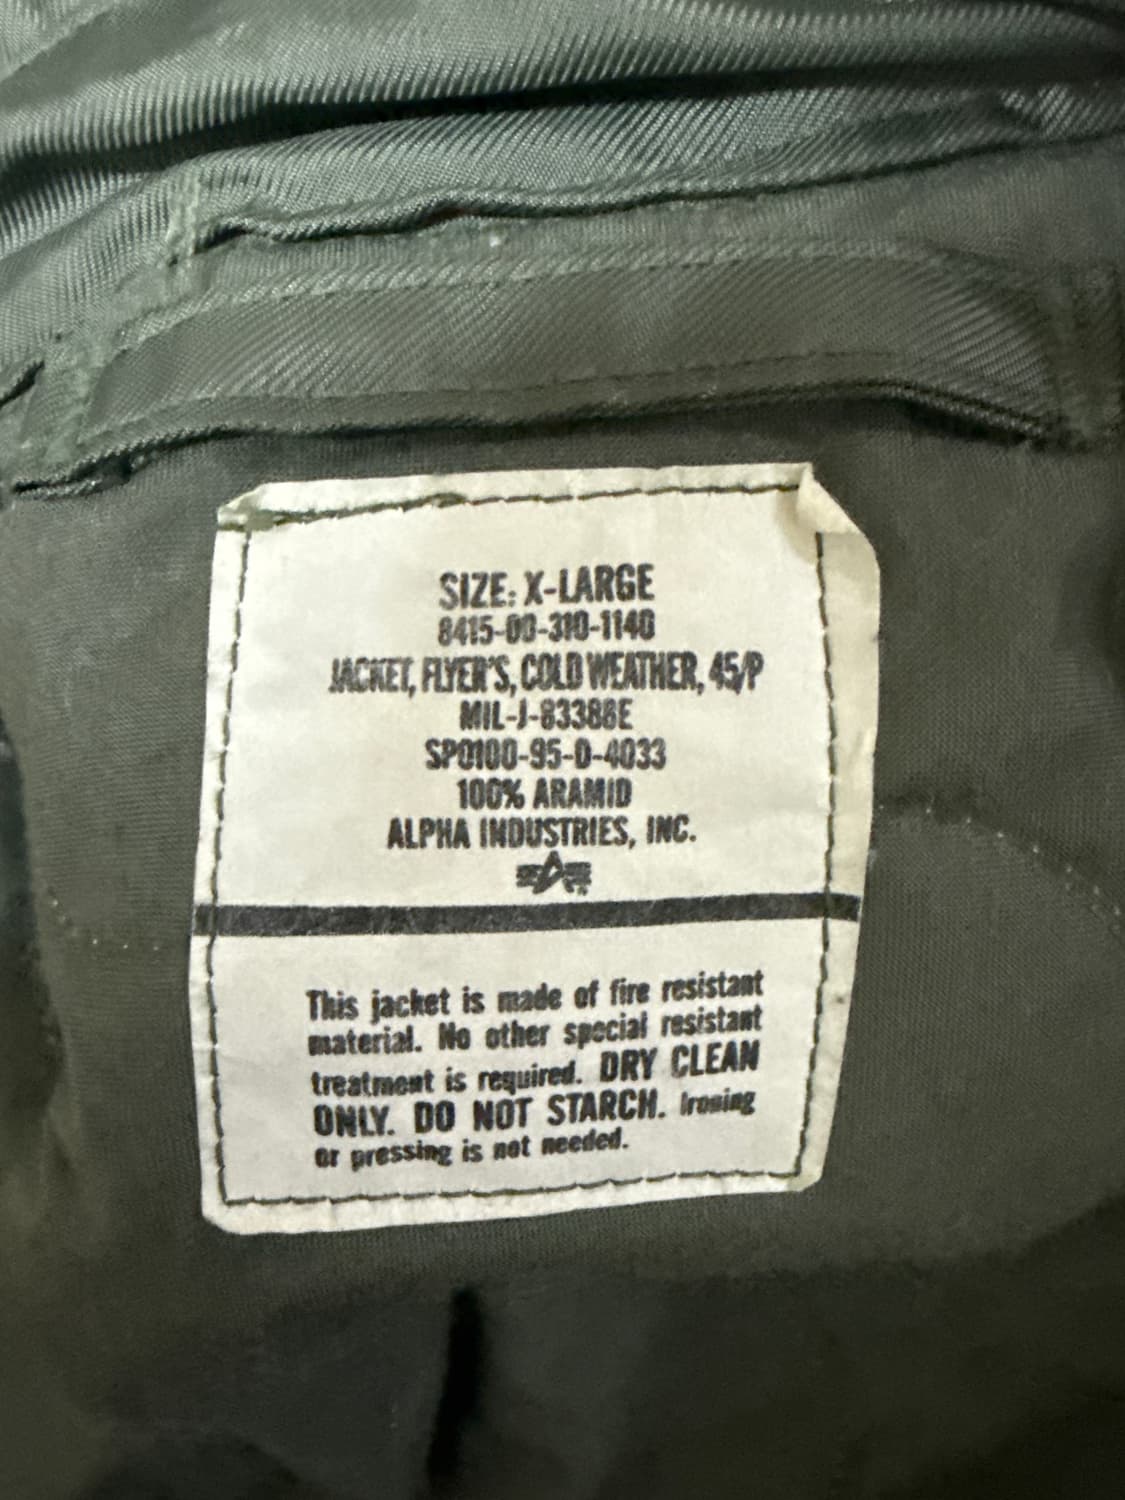 SIZE: X-LARGE
8415-00-310-1140
JACKET, FLYER'S, COLD WEATHER, 45/P
MIL-J-83388E
SP0100-95-D-4033
100% ARAMID
ALPHA INDUSTRIES, INC.
This jacket is made of fire resistant
material. No other special resistant
treatment is required. DRY CLEAN
ONLY. DO NOT STARCH. Ironing
or pressing is not needed.